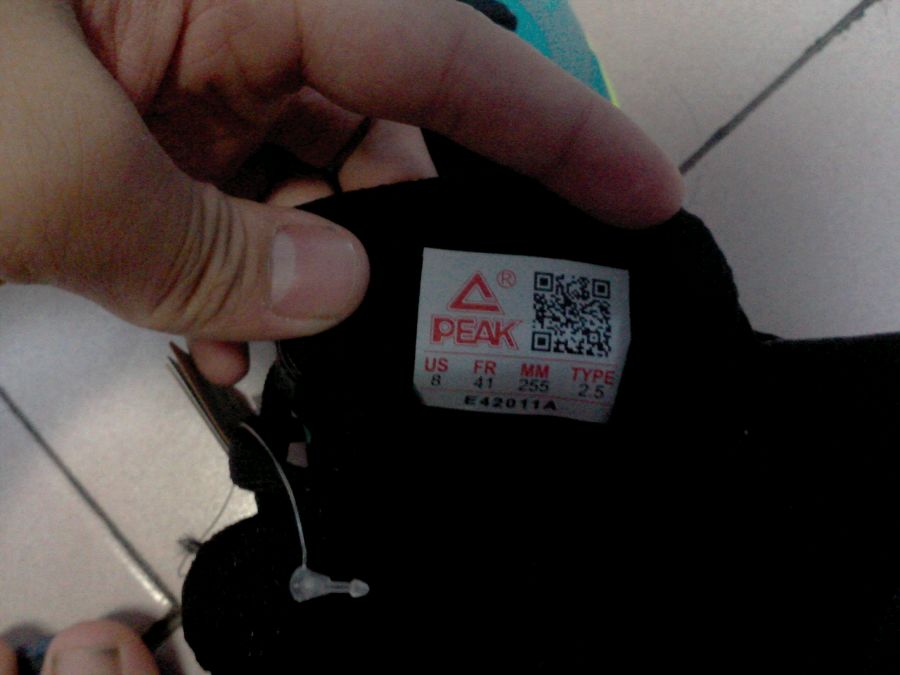 ®
PEAK
US FR MM TYPE
8 41 255 2.5
E42011A